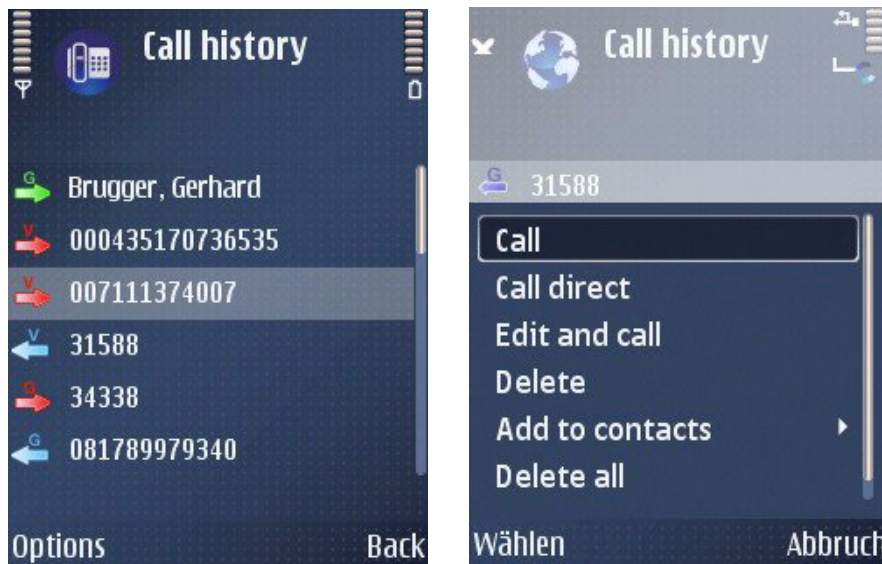 Call history
G Brugger, Gerhard
V 000435170736535
V 007111374007
V 31588
G 34338
G 081789979340
Options Back
Call history
G 31588
Call
Call direct
Edit and call
Delete
Add to contacts
Delete all
Wählen Abbruch